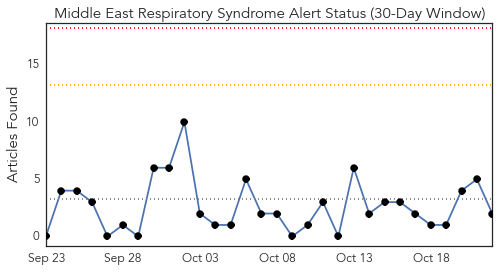 Middle East Respiratory Syndrome Alert Status (30-Day Window)
Articles Found
15
10
5
0
Sep 23 Sep 28 Oct 03 Oct 08 Oct 13 Oct 18